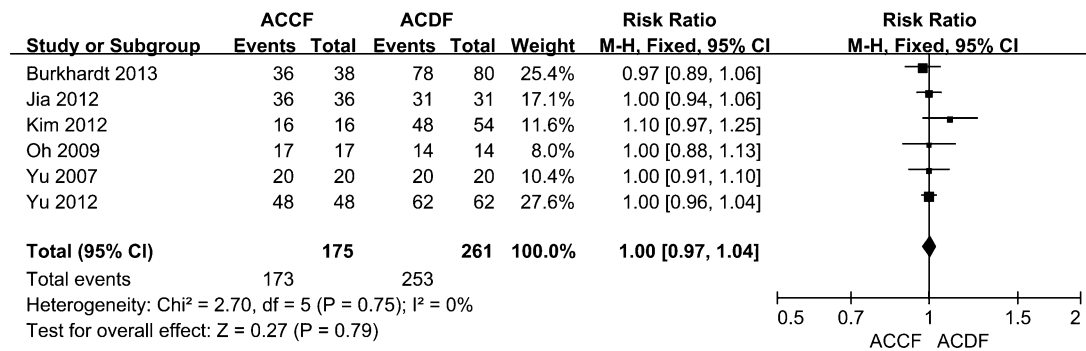 ACCF ACDF Risk Ratio Risk Ratio
Study or Subgroup Events Total Events Total Weight M-H, Fixed, 95% CI M-H, Fixed, 95% CI
Burkhardt 2013 36 38 78 80 25.4% 0.97 [0.89, 1.06]
Jia 2012 36 36 31 31 17.1% 1.00 [0.94, 1.06]
Kim 2012 16 16 48 54 11.6% 1.10 [0.97, 1.25]
Oh 2009 17 17 14 14 8.0% 1.00 [0.88, 1.13]
Yu 2007 20 20 20 20 10.4% 1.00 [0.91, 1.10]
Yu 2012 48 48 62 62 27.6% 1.00 [0.96, 1.04]
Total (95% CI) 175 261 100.0% 1.00 [0.97, 1.04]
Total events 173 253
Heterogeneity: Chi² = 2.70, df = 5 (P = 0.75); I² = 0%
Test for overall effect: Z = 0.27 (P = 0.79)
0.5 0.7 1 1.5 2
ACCF ACDF